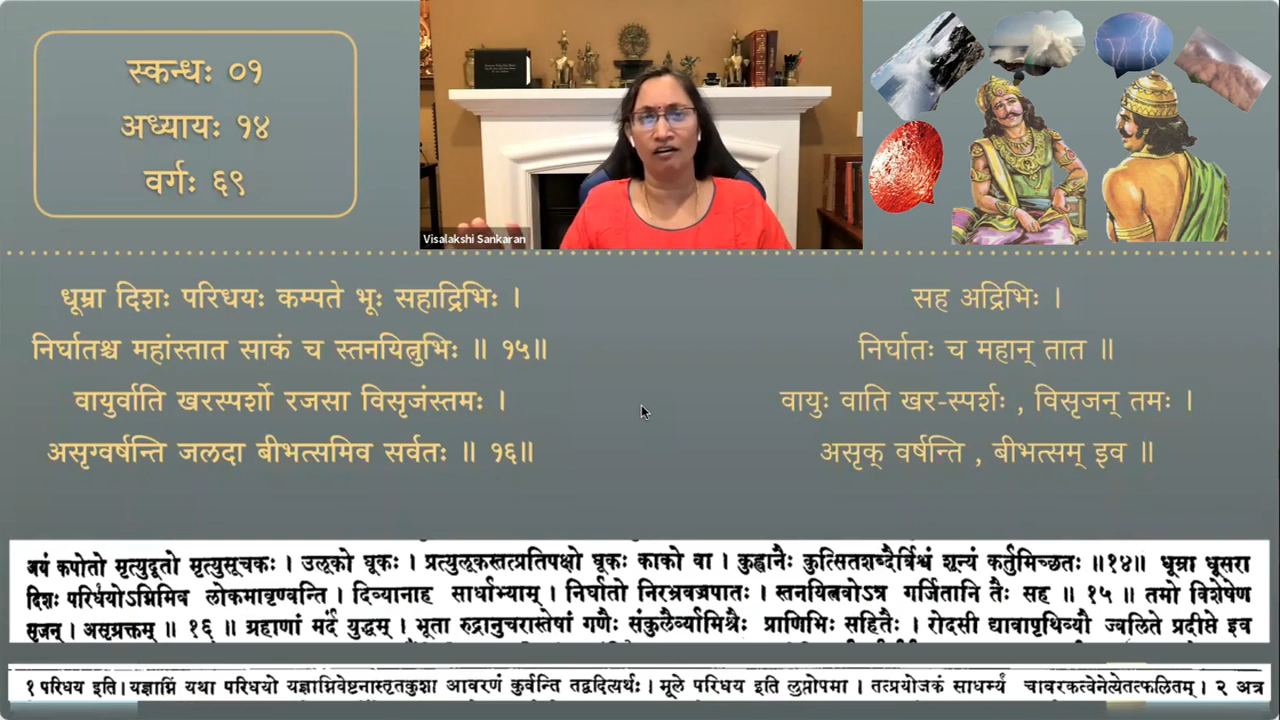 स्कन्धः ०१
अध्यायः १४
वर्गः ६९
Visalakshi Sankaran
धूम्रा दिशः परिधयः कम्पते भूः सहाद्रिभिः ।
निर्घातश्च महांस्तात साकं च स्तनयित्नुभिः ॥ १५॥
वायुर्वाति खरस्पर्शो रजसा विसृजंस्तमः ।
असृग्वर्षन्ति जलदा बीभत्समिव सर्वतः ॥ १६॥
सह अद्रिभिः ।
निर्घातः च महान् तात ॥
वायुः वाति खर-स्पर्शः , विसृजन् तमः ।
असृक् वर्षन्ति , बीभत्सम् इव ॥
अयं कपोतो मृत्युदूतो मृत्युसूचकः । उलूको घूकः । प्रत्युलूकस्तत्प्रतिपक्षो घूकः काको वा । कुह्वानैः कुत्सितशब्दैर्विश्वं शून्यं कर्तुमिच्छतः ॥१४॥ धूम्रा धूसरा
दिशः परिधयोऽग्निमिव लोकमावृण्वन्ति । दिव्यानाह सार्धाभ्याम् । निर्घातो निरभ्रवज्रपातः । स्तनयित्नवोऽत्र गर्जितानि तैः सह ॥ १५ ॥ तमो विशेषेण
सृजन् । असृग्रक्तम् ॥ १६ ॥ ग्रहाणां मर्दं युद्धम् । भूता रुद्रानुचरास्तेषां गणैः संकुलैर्व्यामिश्रैः प्राणिभिः सहितैः । रोदसी द्यावापृथिव्यौ ज्वलिते प्रदीप्ते इव
१ परिधय इति । यज्ञाग्निं यथा परिधयो यज्ञाग्निवेष्टनास्तृतकुशा आवरणं कुर्वन्ति तद्वदित्यर्थः । मूले परिधय इति लुप्तोपमा । तत्प्रयोजकं साधर्म्यं चावरकत्वेनेत्येतत्फलितम् । २ अत्र